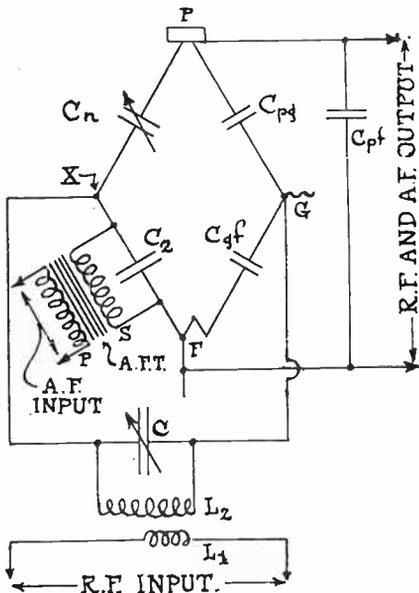 P
Cn
Cpg
Cpf
X
G
C2
Cgf
S
P
A.F.T.
F
A.F.
INPUT
C
L2
L1
R.F. INPUT.
R.F. AND A.F. OUTPUT